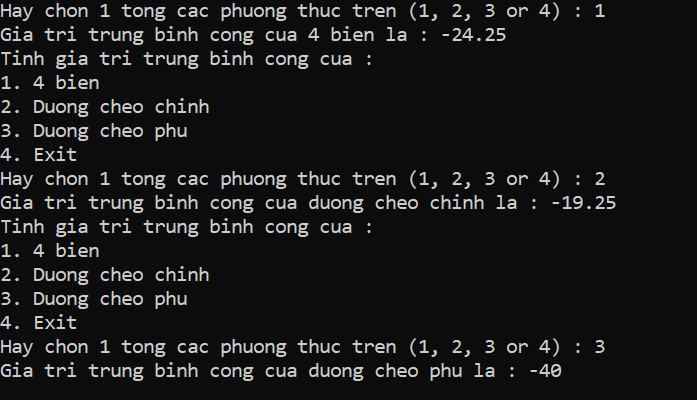 Hay chon 1 tong cac phuong thuc tren (1, 2, 3 or 4) : 1
Gia tri trung binh cong cua 4 bien la : -24.25
Tinh gia tri trung binh cong cua :
1. 4 bien
2. Duong cheo chinh
3. Duong cheo phu
4. Exit
Hay chon 1 tong cac phuong thuc tren (1, 2, 3 or 4) : 2
Gia tri trung binh cong cua duong cheo chinh la : -19.25
Tinh gia tri trung binh cong cua :
1. 4 bien
2. Duong cheo chinh
3. Duong cheo phu
4. Exit
Hay chon 1 tong cac phuong thuc tren (1, 2, 3 or 4) : 3
Gia tri trung binh cong cua duong cheo phu la : -40